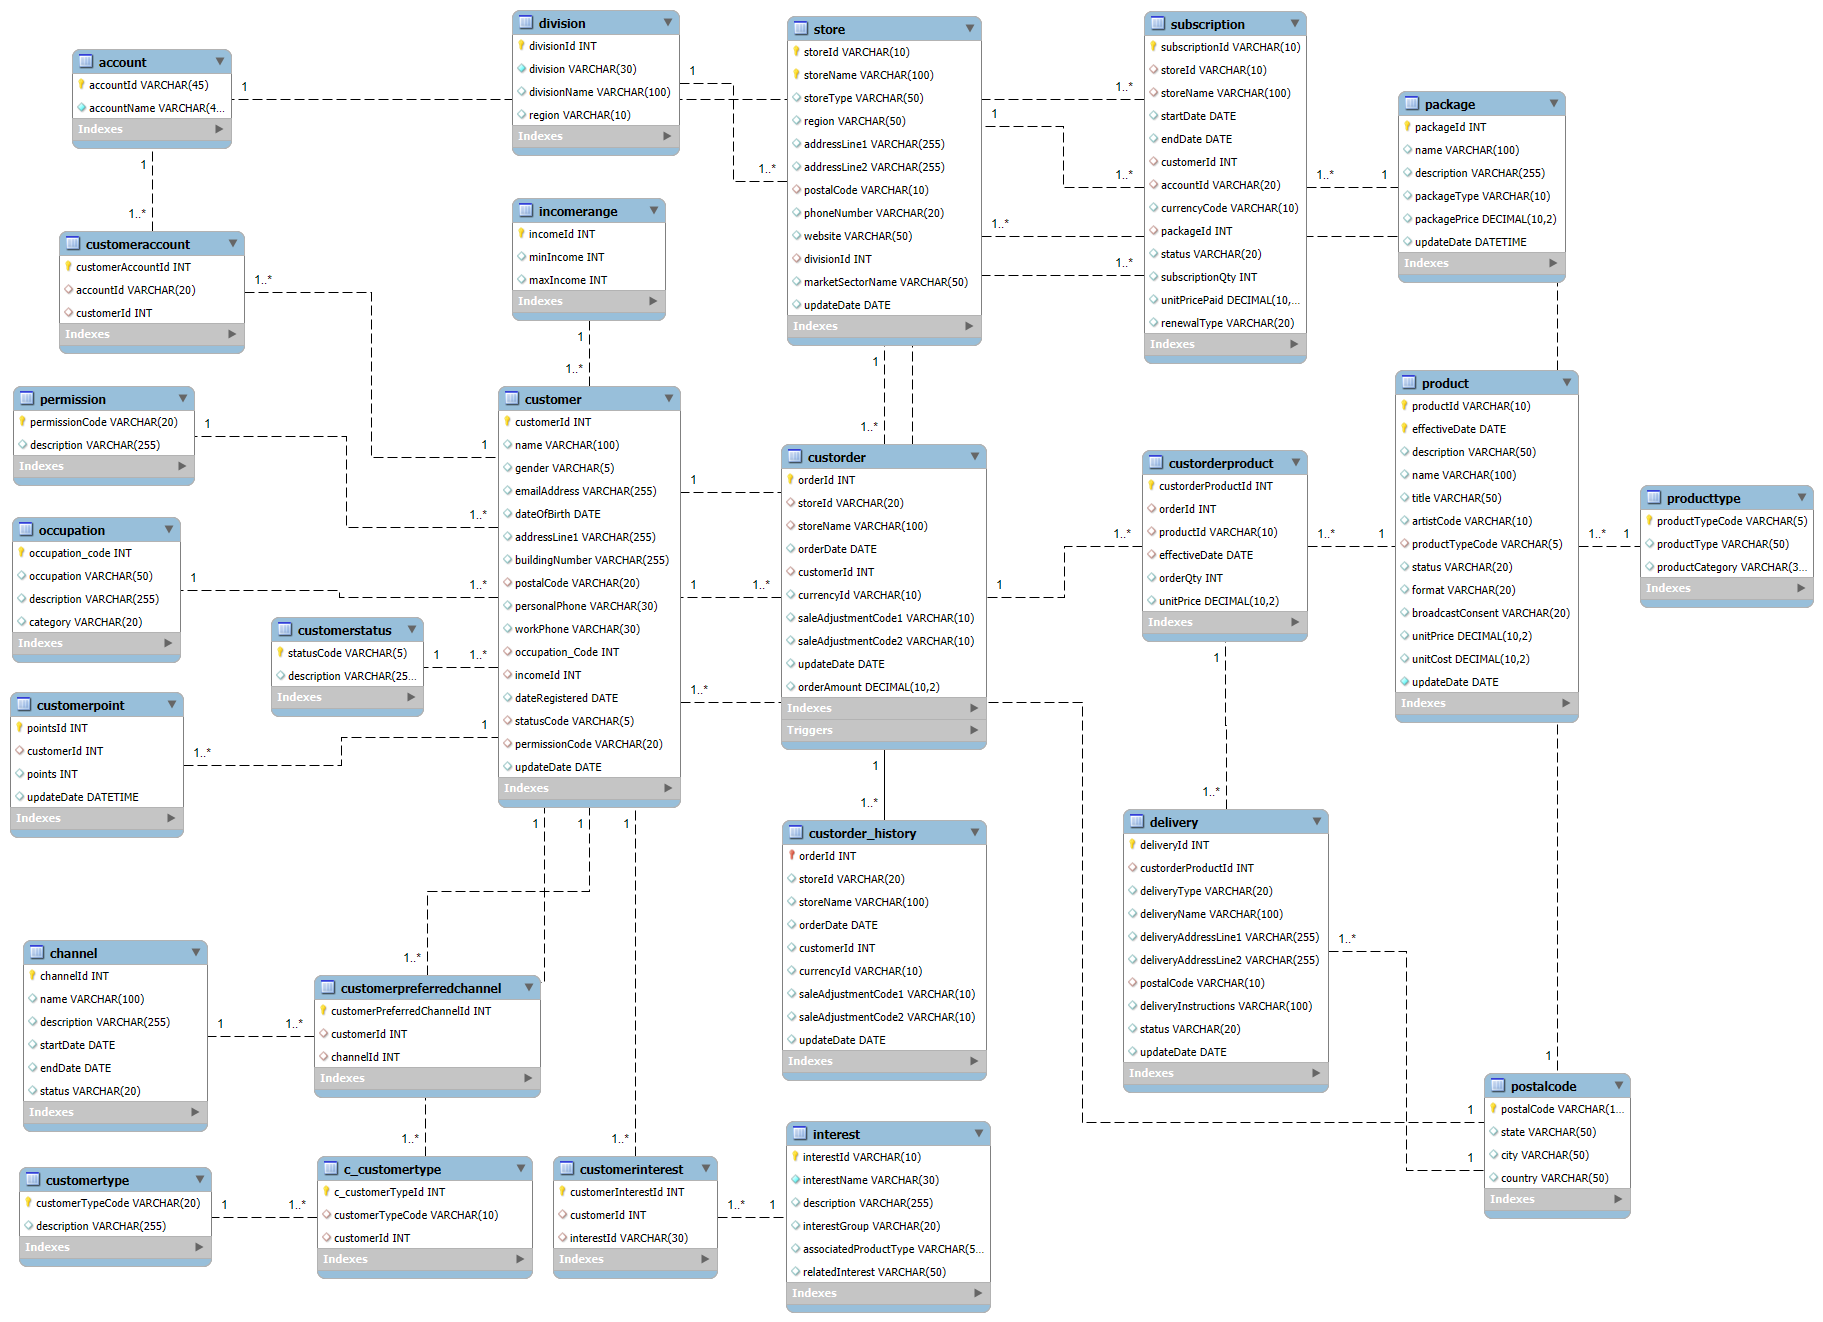 division
divisionId INT
division VARCHAR(30)
divisionName VARCHAR(100)
region VARCHAR(10)
Indexes
store
storeId VARCHAR(10)
storeName VARCHAR(100)
storeType VARCHAR(50)
region VARCHAR(50)
addressLine1 VARCHAR(255)
addressLine2 VARCHAR(255)
postalCode VARCHAR(10)
phoneNumber VARCHAR(20)
website VARCHAR(50)
divisionId INT
marketSectorName VARCHAR(50)
updateDate DATE
Indexes
subscription
subscriptionId VARCHAR(10)
storeId VARCHAR(10)
storeName VARCHAR(100)
startDate DATE
endDate DATE
customerId INT
accountId VARCHAR(20)
currencyCode VARCHAR(10)
packageId INT
status VARCHAR(20)
subscriptionQty INT
unitPricePaid DECIMAL(10,...
renewalType VARCHAR(20)
Indexes
account
accountId VARCHAR(45)
accountName VARCHAR(4...
Indexes
package
packageId INT
name VARCHAR(100)
description VARCHAR(255)
packageType VARCHAR(10)
packagePrice DECIMAL(10,2)
updateDate DATETIME
Indexes
1
1
1..*
1
1..*
1..*
1..*
1
1..*
1..*
1
1..*
incomerange
incomeId INT
minIncome INT
maxIncome INT
Indexes
customeraccount
customerAccountId INT
accountId VARCHAR(20)
customerId INT
Indexes
1..*
1
1
1..*
1
1..*
permission
permissionCode VARCHAR(20)
description VARCHAR(255)
Indexes
1
1..*
customer
customerId INT
name VARCHAR(100)
gender VARCHAR(5)
emailAddress VARCHAR(255)
dateOfBirth DATE
addressLine1 VARCHAR(255)
buildingNumber VARCHAR(255)
postalCode VARCHAR(20)
personalPhone VARCHAR(30)
workPhone VARCHAR(30)
occupation_Code INT
incomeId INT
dateRegistered DATE
statusCode VARCHAR(5)
permissionCode VARCHAR(20)
updateDate DATE
Indexes
custorder
orderId INT
storeId VARCHAR(20)
storeName VARCHAR(100)
orderDate DATE
customerId INT
currencyId VARCHAR(10)
saleAdjustmentCode1 VARCHAR(10)
saleAdjustmentCode2 VARCHAR(10)
updateDate DATE
orderAmount DECIMAL(10,2)
Indexes
Triggers
custorderproduct
custorderProductId INT
orderId INT
productId VARCHAR(10)
effectiveDate DATE
orderQty INT
unitPrice DECIMAL(10,2)
Indexes
product
productId VARCHAR(10)
effectiveDate DATE
description VARCHAR(50)
name VARCHAR(100)
title VARCHAR(50)
artistCode VARCHAR(10)
productTypeCode VARCHAR(5)
status VARCHAR(20)
format VARCHAR(20)
broadcastConsent VARCHAR(20)
unitPrice DECIMAL(10,2)
unitCost DECIMAL(10,2)
updateDate DATE
Indexes
producttype
productTypeCode VARCHAR(5)
productType VARCHAR(50)
productCategory VARCHAR(3...
Indexes
1
1
1..*
1
1..*
1..*
1
1..*
1
occupation
occupation_code INT
occupation VARCHAR(50)
description VARCHAR(255)
category VARCHAR(20)
Indexes
1
1..*
customerstatus
statusCode VARCHAR(5)
description VARCHAR(25...
Indexes
1
1..*
1..*
customerpoint
pointsId INT
customerId INT
points INT
updateDate DATETIME
Indexes
1..*
1
1
1..*
1
1..*
1
1
1
custorder_history
orderId INT
storeId VARCHAR(20)
storeName VARCHAR(100)
orderDate DATE
customerId INT
currencyId VARCHAR(10)
saleAdjustmentCode1 VARCHAR(10)
saleAdjustmentCode2 VARCHAR(10)
updateDate DATE
Indexes
delivery
deliveryId INT
custorderProductId INT
deliveryType VARCHAR(20)
deliveryName VARCHAR(100)
deliveryAddressLine1 VARCHAR(255)
deliveryAddressLine2 VARCHAR(255)
postalCode VARCHAR(10)
deliveryInstructions VARCHAR(100)
status VARCHAR(20)
updateDate DATE
Indexes
1..*
1
1
1
channel
channelId INT
name VARCHAR(100)
description VARCHAR(255)
startDate DATE
endDate DATE
status VARCHAR(20)
Indexes
1
1..*
1..*
customerpreferredchannel
customerPreferredChannelId INT
customerId INT
channelId INT
Indexes
postalcode
postalCode VARCHAR(1...
state VARCHAR(50)
city VARCHAR(50)
country VARCHAR(50)
Indexes
1..*
1..*
customertype
customerTypeCode VARCHAR(20)
description VARCHAR(255)
Indexes
1
1..*
c_customertype
c_customerTypeId INT
customerTypeCode VARCHAR(10)
customerId INT
Indexes
customerinterest
customerInterestId INT
customerId INT
interestId VARCHAR(30)
Indexes
1..*
1
interest
interestId VARCHAR(10)
interestName VARCHAR(30)
description VARCHAR(255)
interestGroup VARCHAR(20)
associatedProductType VARCHAR(5...
relatedInterest VARCHAR(50)
Indexes